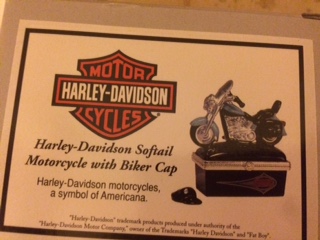 MOTOR
HARLEY-DAVIDSON
CYCLES
Harley-Davidson Softail
Motorcycle with Biker Cap
Harley-Davidson motorcycles,
a symbol of Americana.
"Harley-Davidson" trademark products produced under authority of the
"Harley-Davidson Motor Company," owner of the Trademarks "Harley Davidson" and "Fat Boy".